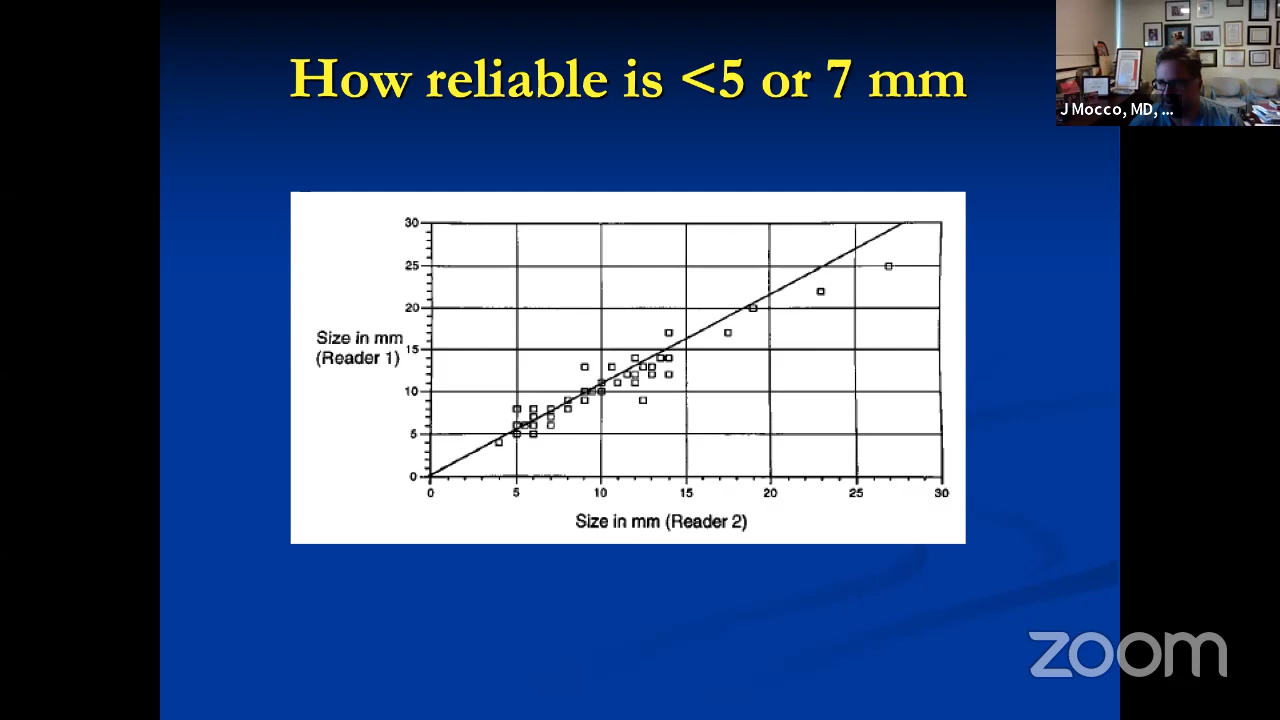 How reliable is <5 or 7 mm
J Mocco, MD, ...
30
25
20
Size in mm
(Reader 1)
15
10
5
0
0 5 10 15 20 25 30
Size in mm (Reader 2)
zoom